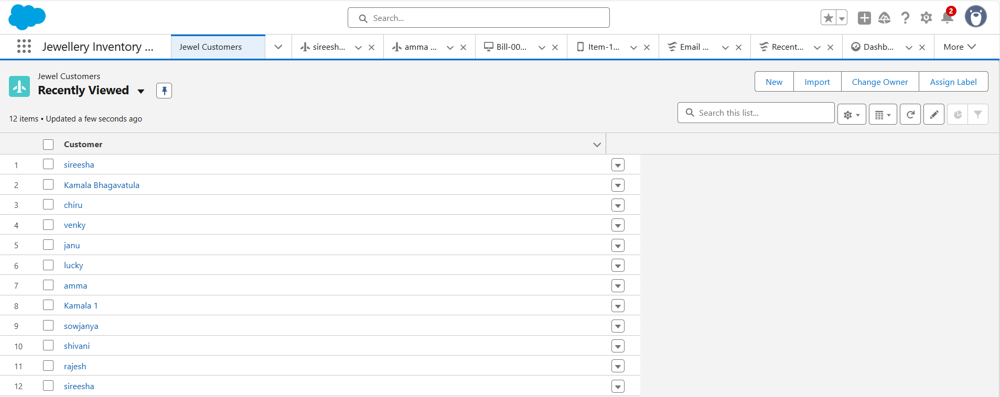 Search...
2
Jewellery Inventory ...
Jewel Customers
sireesh...
amma ...
Bill-00...
Item-1...
Email ...
Recent...
Dashb...
More
Jewel Customers
Recently Viewed
New
Import
Change Owner
Assign Label
12 items • Updated a few seconds ago
Search this list...
Customer
1 sireesha
2 Kamala Bhagavatula
3 chiru
4 venky
5 janu
6 lucky
7 amma
8 Kamala 1
9 sowjanya
10 shivani
11 rajesh
12 sireesha